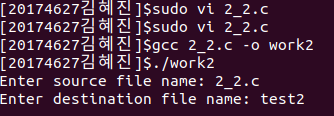 [20174627김혜진]$sudo vi 2_2.c
[20174627김혜진]$sudo vi 2_2.c
[20174627김혜진]$gcc 2_2.c -o work2
[20174627김혜진]$./work2
Enter source file name: 2_2.c
Enter destination file name: test2